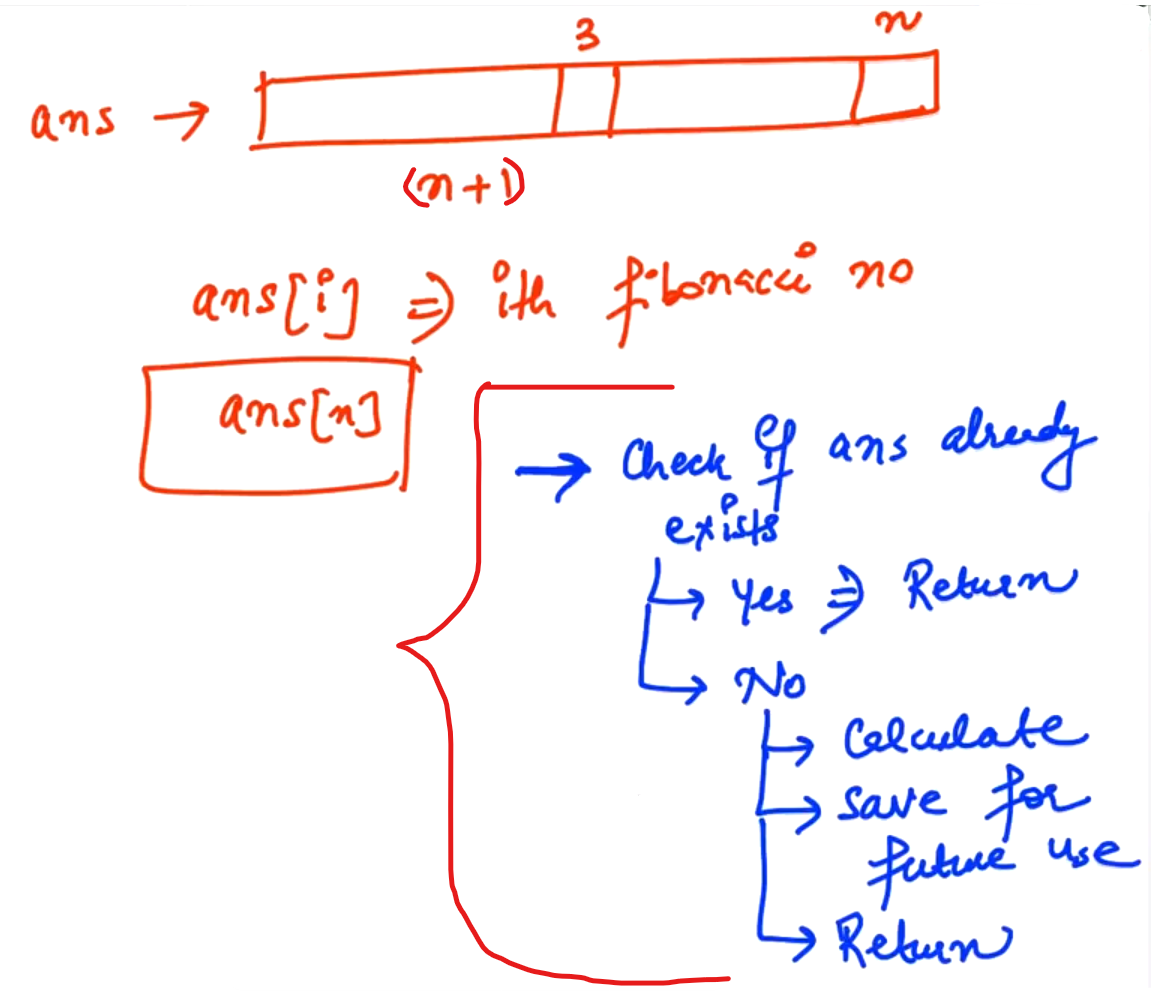 3 n
ans →
(n+1)
ans[i] ⇒ ith fibonacci no
ans[n]
→ Check if ans already
exists
→ Yes ⇒ Return
→ No
→ Calculate
→ save for
future use
→ Return